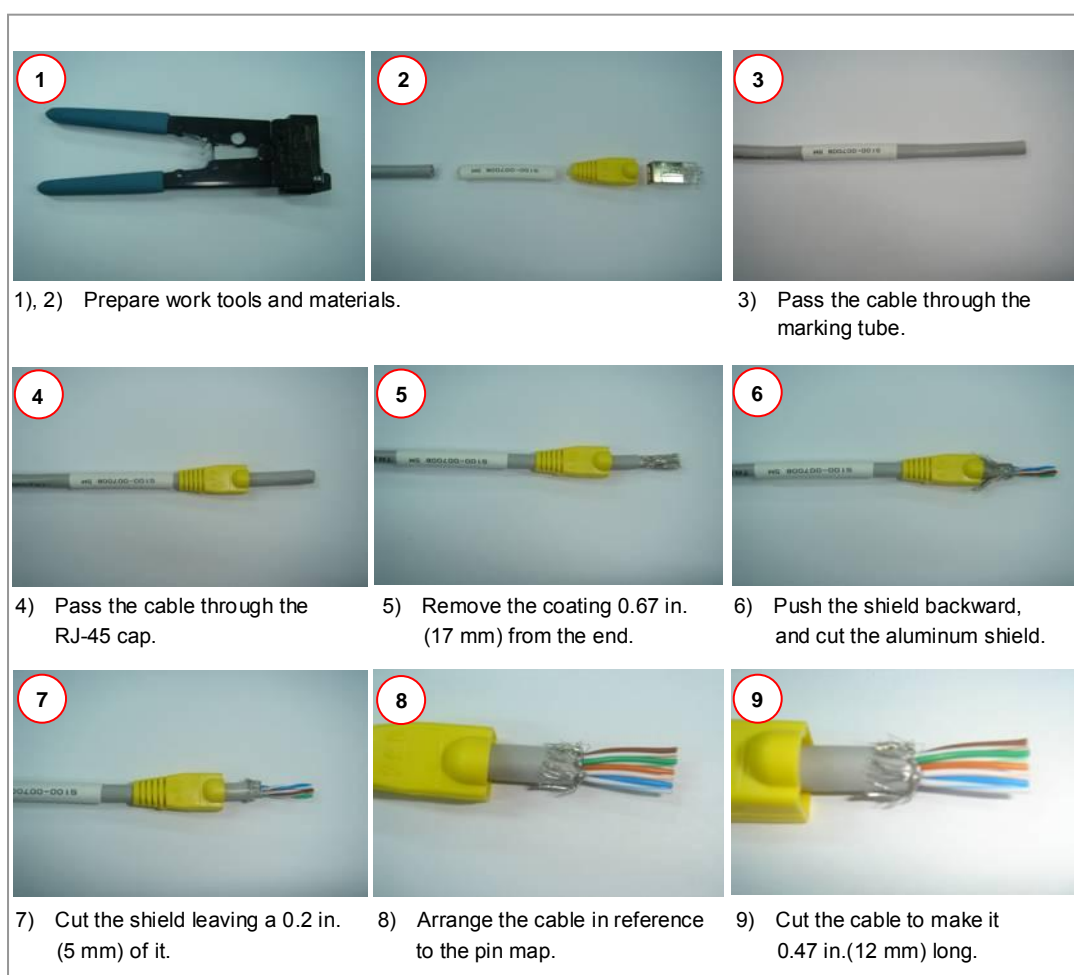 1
2
3
1), 2) Prepare work tools and materials.
3) Pass the cable through the
marking tube.
4
5
6
4) Pass the cable through the
RJ-45 cap.
5) Remove the coating 0.67 in.
(17 mm) from the end.
6) Push the shield backward,
and cut the aluminum shield.
7
8
9
7) Cut the shield leaving a 0.2 in.
(5 mm) of it.
8) Arrange the cable in reference
to the pin map.
9) Cut the cable to make it
0.47 in.(12 mm) long.